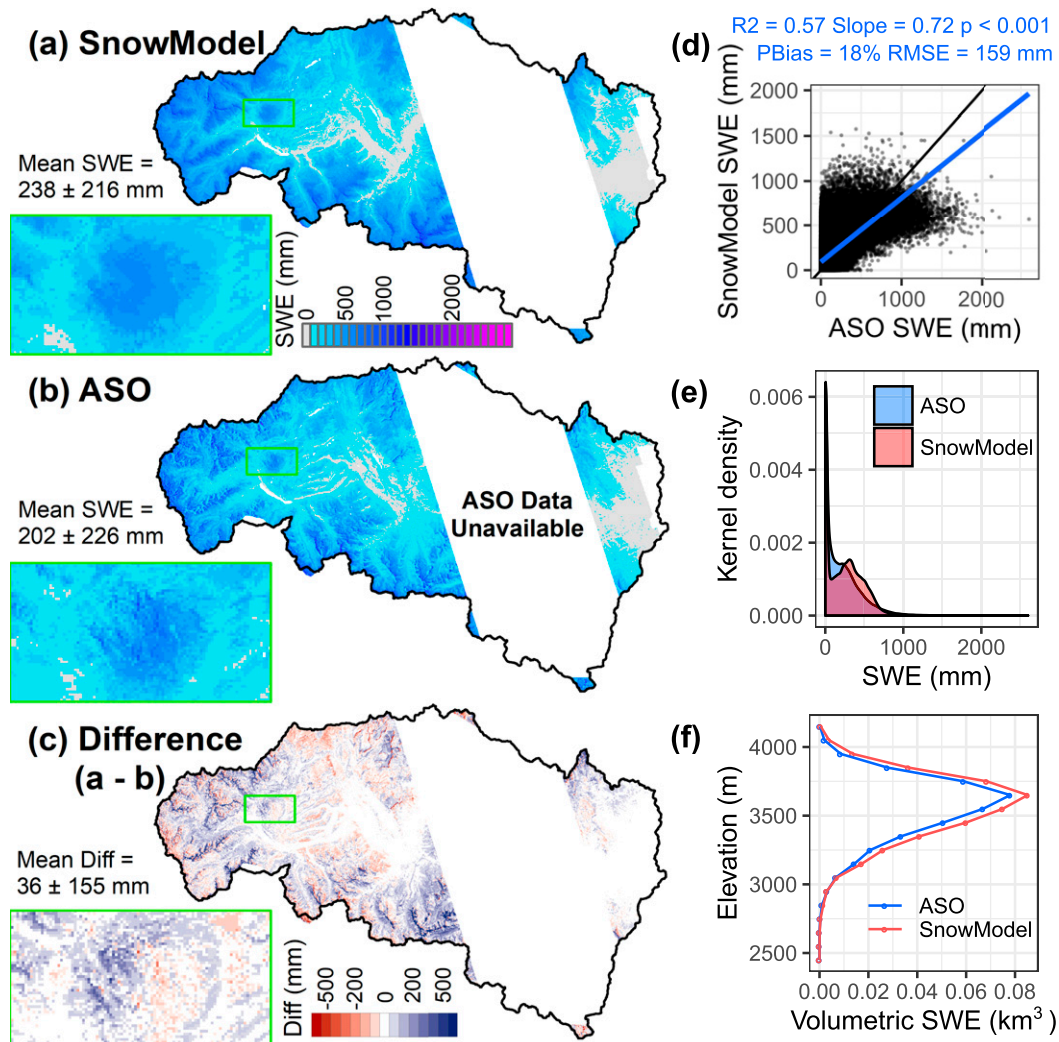 (a) SnowModel
Mean SWE =
238 ± 216 mm
SWE (mm)
0
500
1000
2000
(b) ASO
Mean SWE =
202 ± 226 mm
ASO Data
Unavailable
(c) Difference
(a - b)
Mean Diff =
36 ± 155 mm
Diff (mm)
-500
-200
0
200
500
(d)
R2 = 0.57 Slope = 0.72 p < 0.001
PBias = 18% RMSE = 159 mm
SnowModel SWE (mm)
2000
1500
1000
500
0
0
1000
2000
ASO SWE (mm)
(e)
ASO
SnowModel
Kernel density
0.006
0.004
0.002
0.000
0
1000
2000
SWE (mm)
(f)
Elevation (m)
4000
3500
3000
2500
ASO
SnowModel
0.00 0.02 0.04 0.06 0.08
Volumetric SWE (km³)